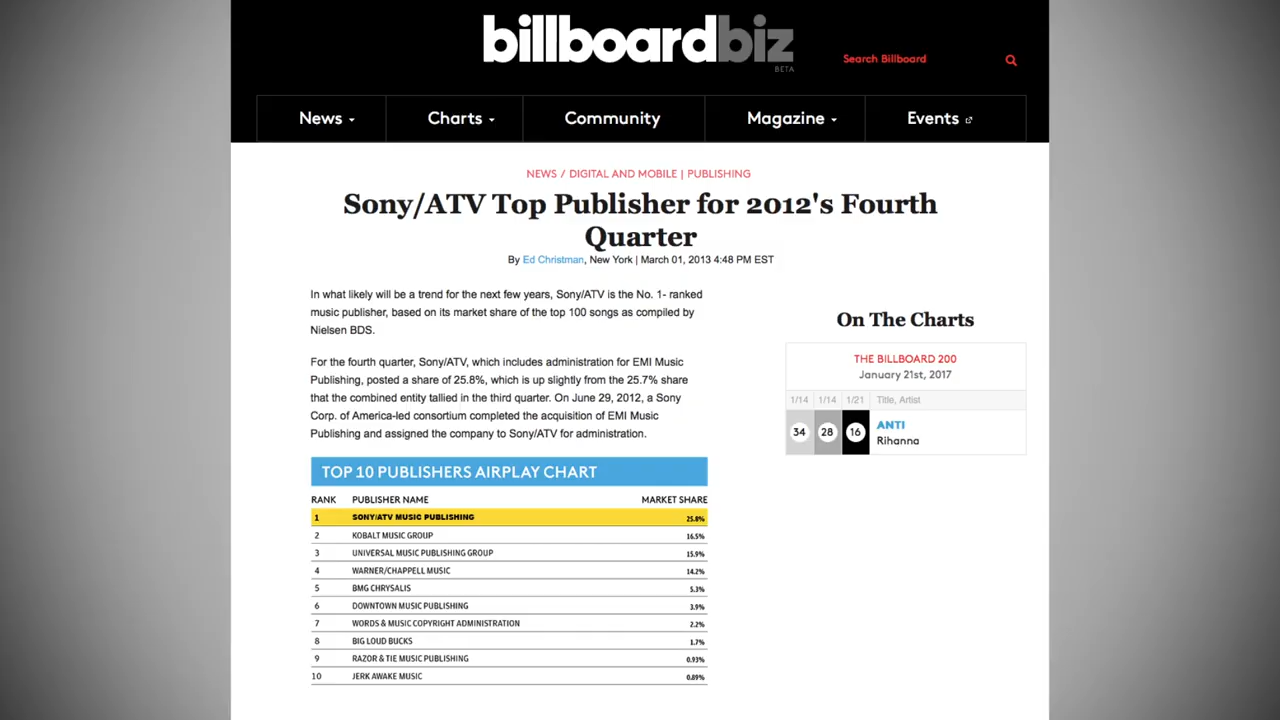 billboardbiz
BETA
Search Billboard
News
Charts
Community
Magazine
Events
NEWS / DIGITAL AND MOBILE | PUBLISHING
Sony/ATV Top Publisher for 2012's Fourth
Quarter
By Ed Christman, New York | March 01, 2013 4:48 PM EST
In what likely will be a trend for the next few years, Sony/ATV is the No. 1- ranked
music publisher, based on its market share of the top 100 songs as compiled by
Nielsen BDS.
For the fourth quarter, Sony/ATV, which includes administration for EMI Music
Publishing, posted a share of 25.8%, which is up slightly from the 25.7% share
that the combined entity tallied in the third quarter. On June 29, 2012, a Sony
Corp. of America-led consortium completed the acquisition of EMI Music
Publishing and assigned the company to Sony/ATV for administration.
TOP 10 PUBLISHERS AIRPLAY CHART
RANK PUBLISHER NAME MARKET SHARE
1 SONY/ATV MUSIC PUBLISHING 25.8%
2 KOBALT MUSIC GROUP 16.5%
3 UNIVERSAL MUSIC PUBLISHING GROUP 15.9%
4 WARNER/CHAPPELL MUSIC 14.2%
5 BMG CHRYSALIS 5.3%
6 DOWNTOWN MUSIC PUBLISHING 3.9%
7 WORDS & MUSIC COPYRIGHT ADMINISTRATION 2.2%
8 BIG LOUD BUCKS 1.7%
9 RAZOR & TIE MUSIC PUBLISHING 0.93%
10 JERK AWAKE MUSIC 0.89%
On The Charts
THE BILLBOARD 200
January 21st, 2017
1/14 1/14 1/21 Title, Artist
34 28 16 ANTI
Rihanna